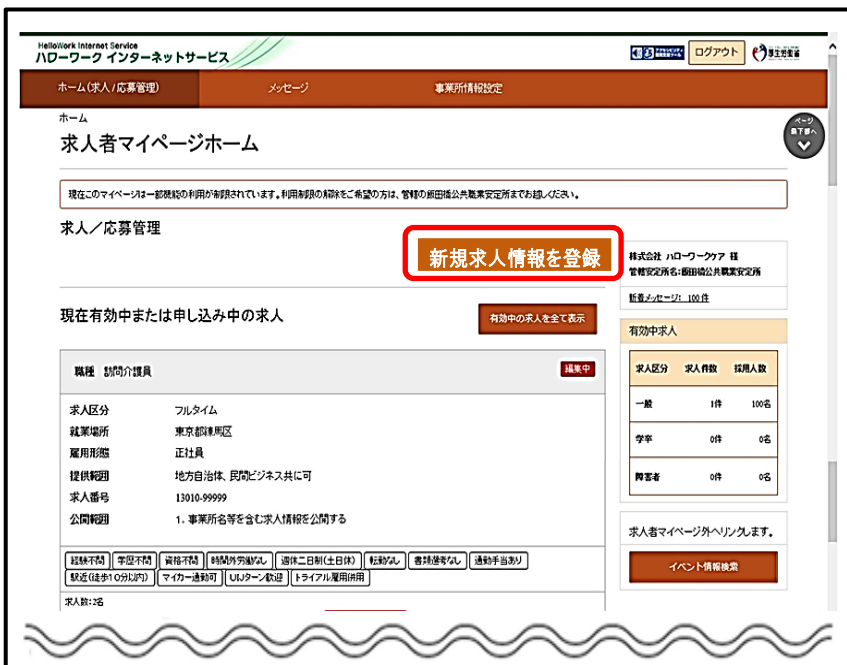 HelloWork Internet Service
ハローワーク インターネットサービス
ログアウト
厚生労働省
ホーム(求人/応募管理)
メッセージ
事業所情報設定
ページ
最下部へ
ホーム
求人者マイページホーム
現在このマイページは一部機能の利用が制限されています。利用制限の解除をご希望の方は、管轄の飯田橋公共職業安定所までお越しください。
求人/応募管理
新規求人情報を登録
株式会社 ハローワークケア 様
管轄安定所名:飯田橋公共職業安定所
新着メッセージ: 100件
現在有効中または申し込み中の求人
有効中の求人を全て表示
有効中求人
求人区分 求人件数 採用人数
一般 1件 100名
学卒 0件 0名
障害者 0件 0名
職種 訪問介護員
編集中
求人区分 フルタイム
就業場所 東京都練馬区
雇用形態 正社員
提供範囲 地方自治体、民間ビジネス共に可
求人番号 13010-99999
公開範囲 1. 事業所名等を含む求人情報を公開する
経験不問 学歴不問 資格不問 時間外労働なし 週休二日制(土日休) 転勤なし 書類選考なし 通勤手当あり
駅近(徒歩10分以内) マイカー通勤可 UIJターン歓迎 トライアル雇用併用
求人数:2名
求人者マイページ外へリンクします。
イベント情報検索